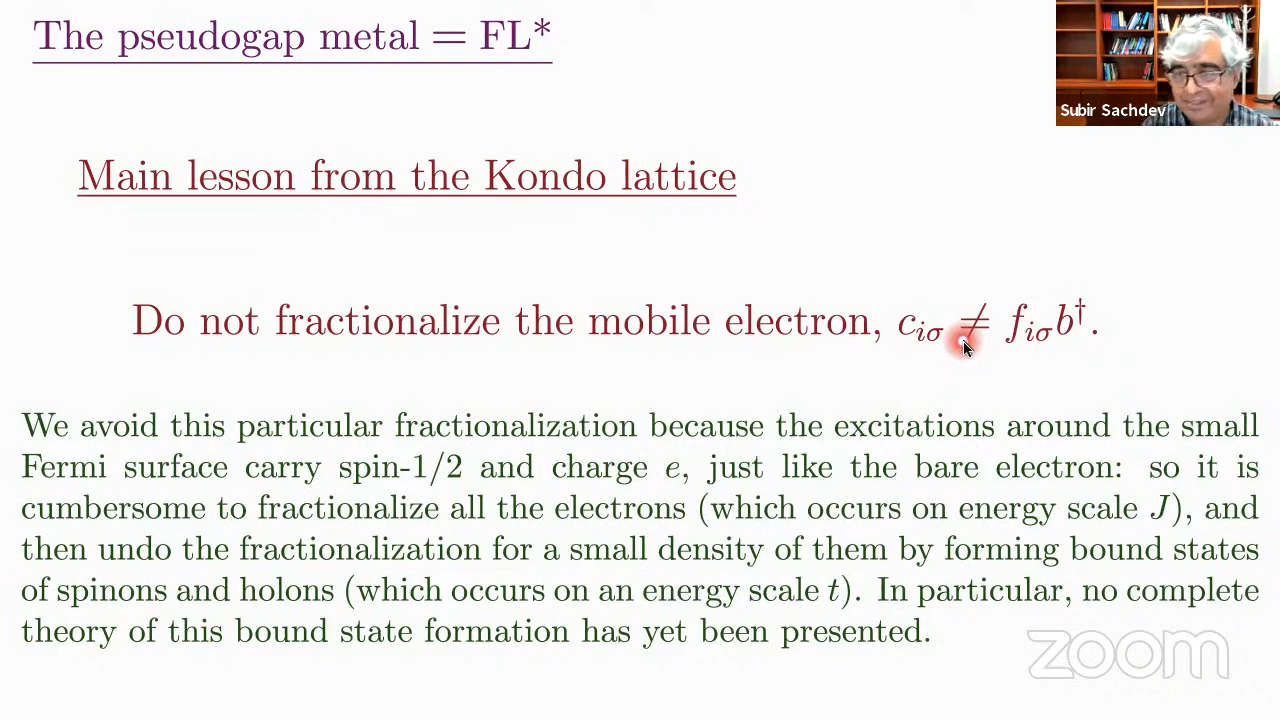 The pseudogap metal = FL*
Subir Sachdev
Main lesson from the Kondo lattice
Do not fractionalize the mobile electron, c_{iσ} ≠ f_{iσ}b^†.
We avoid this particular fractionalization because the excitations around the small
Fermi surface carry spin-1/2 and charge e, just like the bare electron: so it is
cumbersome to fractionalize all the electrons (which occurs on energy scale J), and
then undo the fractionalization for a small density of them by forming bound states
of spinons and holons (which occurs on an energy scale t). In particular, no complete
theory of this bound state formation has yet been presented.
zoom